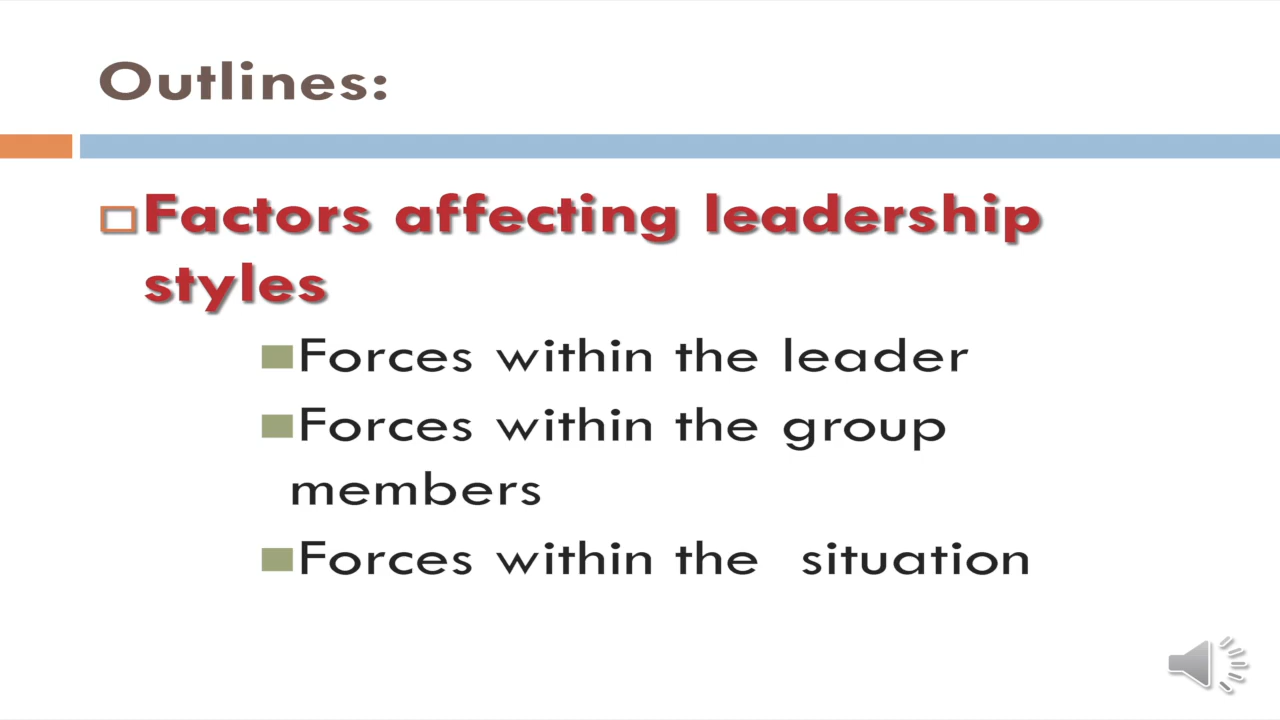 Outlines:
Factors affecting leadership
styles
Forces within the leader
Forces within the group
members
Forces within the situation